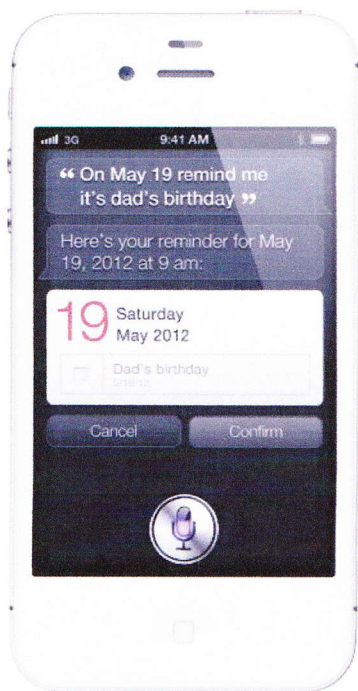 3G 9:41 AM
“ On May 19 remind me
it's dad's birthday ”
Here's your reminder for May
19, 2012 at 9 am:
19 Saturday
May 2012
Dad's birthday
Cancel Confirm